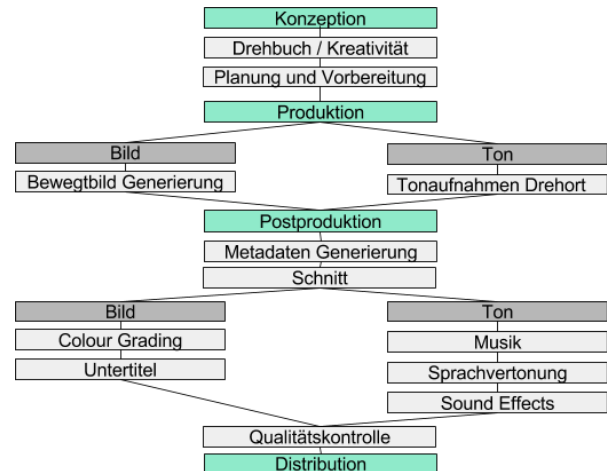 Konzeption
Drehbuch / Kreativität
Planung und Vorbereitung
Produktion
Bild
Ton
Bewegtbild Generierung
Tonaufnahmen Drehort
Postproduktion
Metadaten Generierung
Schnitt
Bild
Ton
Colour Grading
Musik
Untertitel
Sprachvertonung
Sound Effects
Qualitätskontrolle
Distribution